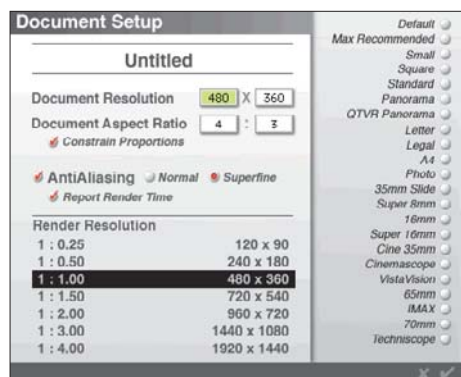 Document Setup
Untitled
Document Resolution 480 X 360
Document Aspect Ratio 4 : 3
Constrain Proportions
AntiAliasing Normal Superfine
Report Render Time
Render Resolution
1 : 0.25 120 x 90
1 : 0.50 240 x 180
1 : 1.00 480 x 360
1 : 1.50 720 x 540
1 : 2.00 960 x 720
1 : 3.00 1440 x 1080
1 : 4.00 1920 x 1440
Default
Max Recommended
Small
Square
Standard
Panorama
QTVR Panorama
Letter
Legal
A4
Photo
35mm Slide
Super 8mm
16mm
Super 16mm
Cine 35mm
Cinemascope
VistaVision
65mm
IMAX
70mm
Techniscope